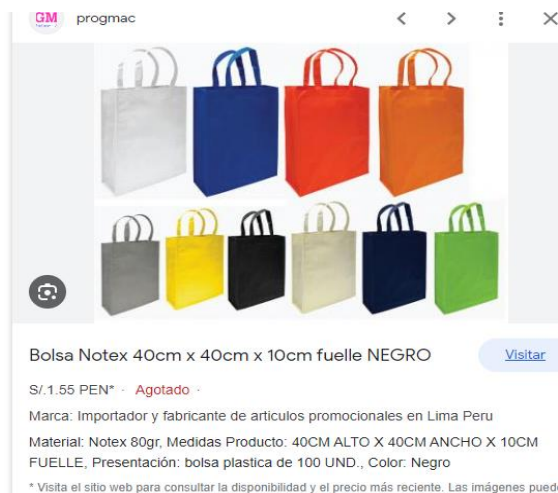 GM progmac
Bolsa Notex 40cm x 40cm x 10cm fuelle NEGRO
Visitar
S/.1.55 PEN* · Agotado ·
Marca: Importador y fabricante de articulos promocionales en Lima Peru
Material: Notex 80gr, Medidas Producto: 40CM ALTO X 40CM ANCHO X 10CM
FUELLE, Presentación: bolsa plastica de 100 UND., Color: Negro
* Visita el sitio web para consultar la disponibilidad y el precio más reciente. Las imágenes puede